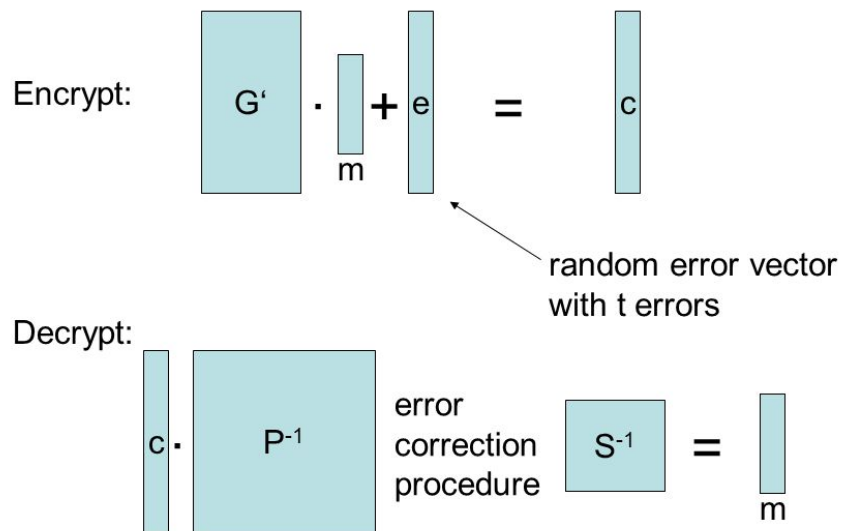 Encrypt:
G‘ · m + e = c
random error vector
with t errors
Decrypt:
c · P⁻¹
error
correction
procedure
S⁻¹ = m